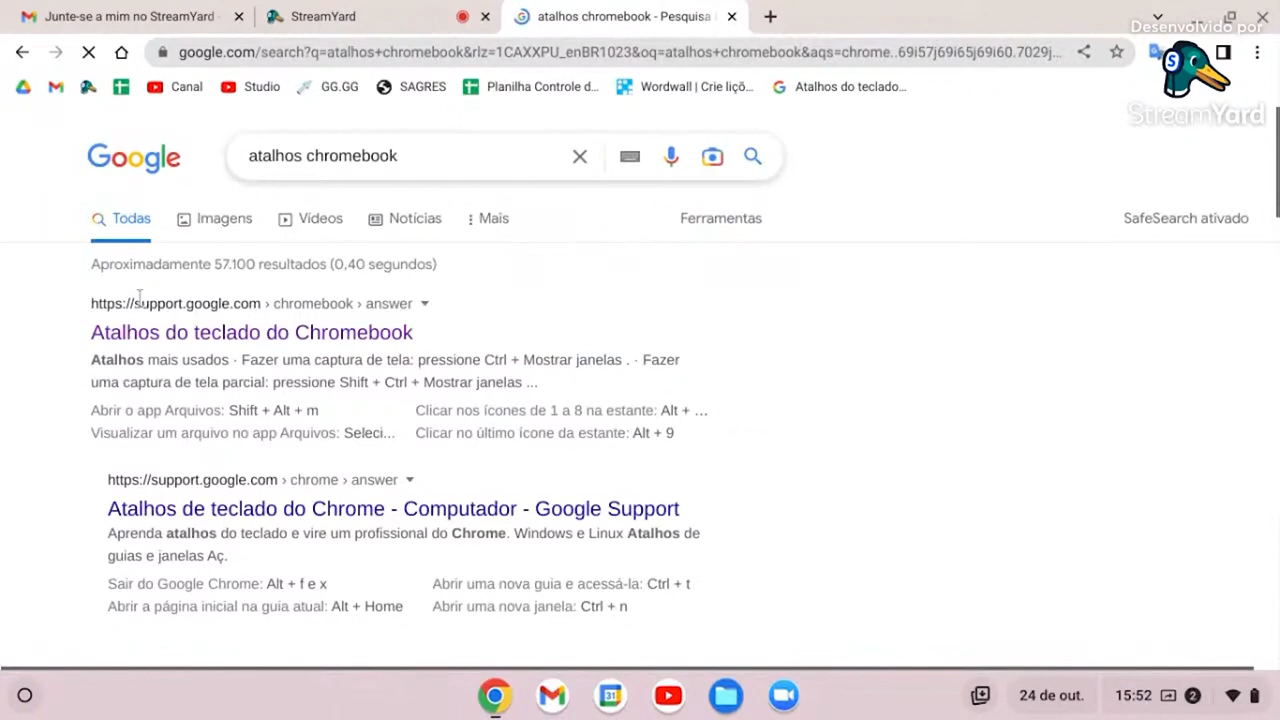 Junte-se a mim no StreamYard
StreamYard
atalhos chromebook - Pesquisa
Desenvolvido por
google.com/search?q=atalhos+chromebook&rlz=1CAXXPU_enBR1023&oq=atalhos+chromebook&aqs=chrome..69i57j69i65j69i60.7029j...
Canal
Studio
GG.GG
SAGRES
Planilha Controle d...
Wordwall | Crie liçõ...
Atalhos do teclado...
StreamYard
Google
atalhos chromebook
Todas
Imagens
Vídeos
Notícias
Mais
Ferramentas
SafeSearch ativado
Aproximadamente 57.100 resultados (0,40 segundos)
https://support.google.com › chromebook › answer
Atalhos do teclado do Chromebook
Atalhos mais usados · Fazer uma captura de tela: pressione Ctrl + Mostrar janelas . · Fazer
uma captura de tela parcial: pressione Shift + Ctrl + Mostrar janelas ...
Abrir o app Arquivos: Shift + Alt + m
Clicar nos ícones de 1 a 8 na estante: Alt + ...
Visualizar um arquivo no app Arquivos: Seleci...
Clicar no último ícone da estante: Alt + 9
https://support.google.com › chrome › answer
Atalhos de teclado do Chrome - Computador - Google Support
Aprenda atalhos do teclado e vire um profissional do Chrome. Windows e Linux Atalhos de
guias e janelas Aç.
Sair do Google Chrome: Alt + f e x
Abrir uma nova guia e acessá-la: Ctrl + t
Abrir a página inicial na guia atual: Alt + Home
Abrir uma nova janela: Ctrl + n
31
24 de out.
15:52
2